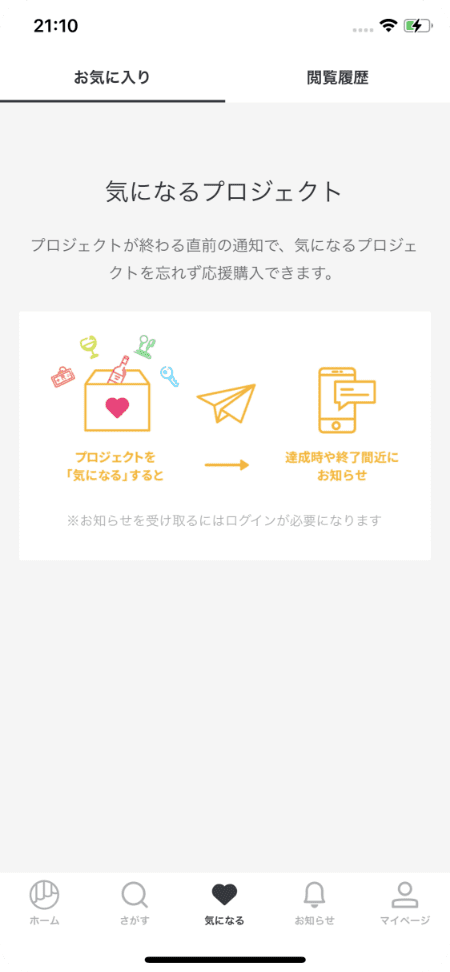 21:10
お気に入り
閲覧履歴
気になるプロジェクト
プロジェクトが終わる直前の通知で、気になるプロジェ
クトを忘れず応援購入できます。
プロジェクトを
「気になる」すると
達成時や終了間近に
お知らせ
※お知らせを受け取るにはログインが必要になります
ホーム
さがす
気になる
お知らせ
マイページ